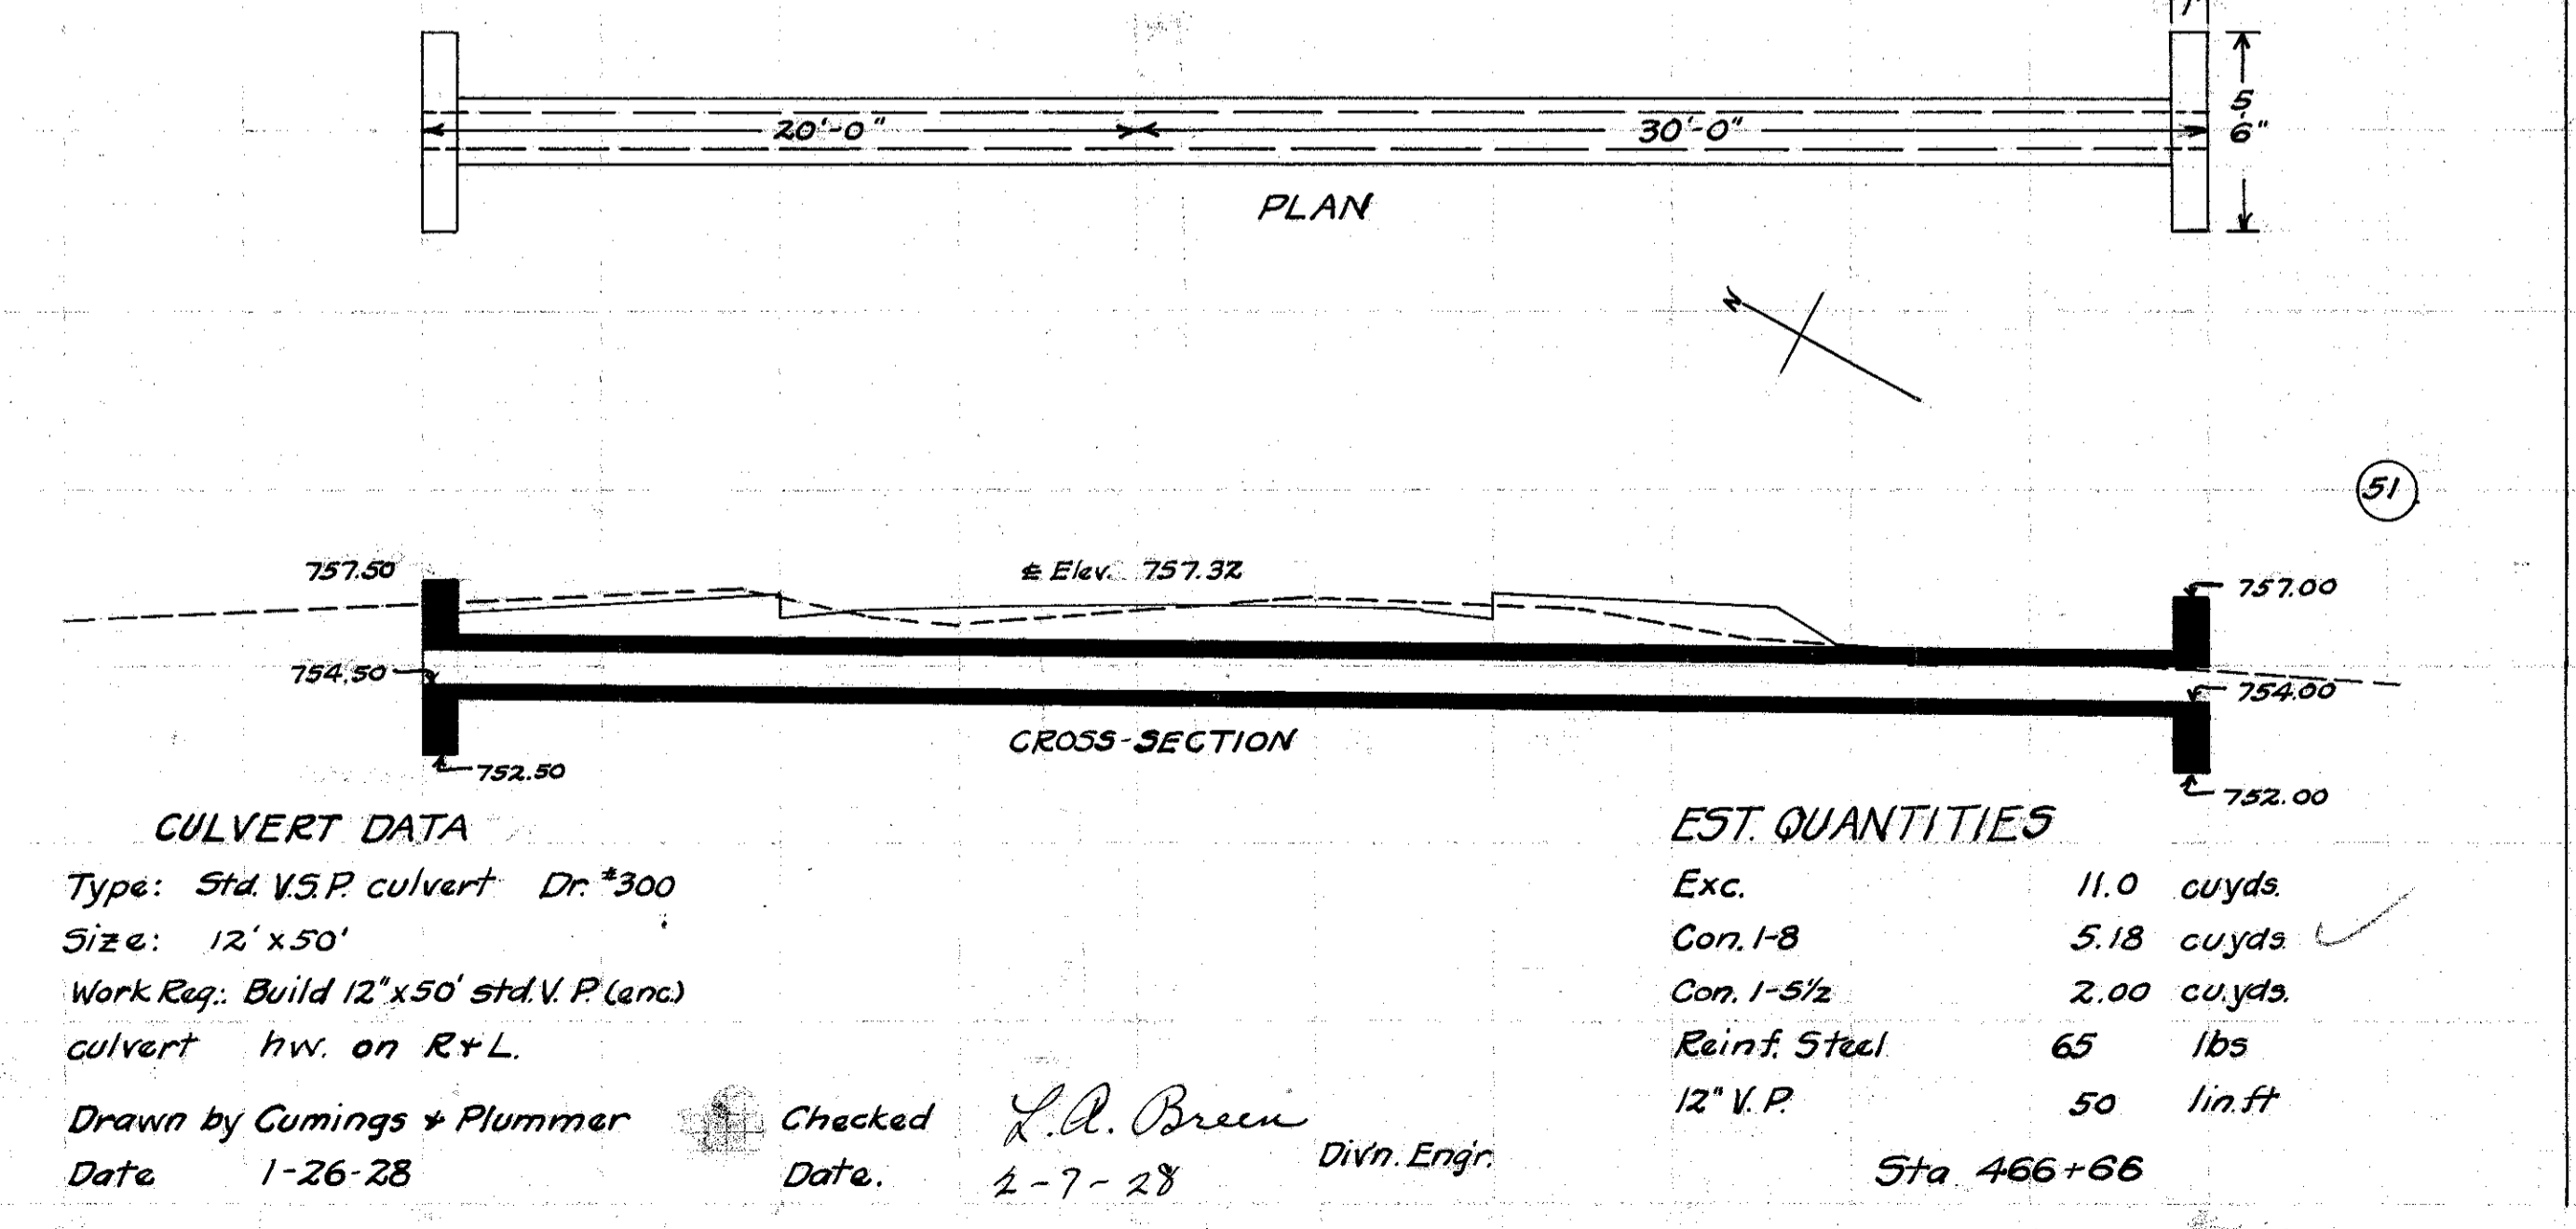 1'
20'-0"
30'-0"
5'
6"
PLAN
N
51
757.50
℄ Elev. 757.32
757.00
754.50
754.00
CROSS-SECTION
752.50
752.00
CULVERT DATA
Type: Std. V.S.P. culvert Dr. #300
Size: 12' x 50'
Work Req.: Build 12" x 50' std. V. P. (enc.)
culvert hw. on R & L.
Drawn by Cumings & Plummer
Date 1-26-28
Checked L.A. Breen
Div'n. Engr.
Date. 2-7-28
EST. QUANTITIES
Exc. 11.0 cu yds.
Con. 1-8 5.18 cu yds
Con. 1-5½ 2.00 cu. yds.
Reinf. Steel 65 lbs
12" V. P. 50 lin. ft
Sta. 466+66